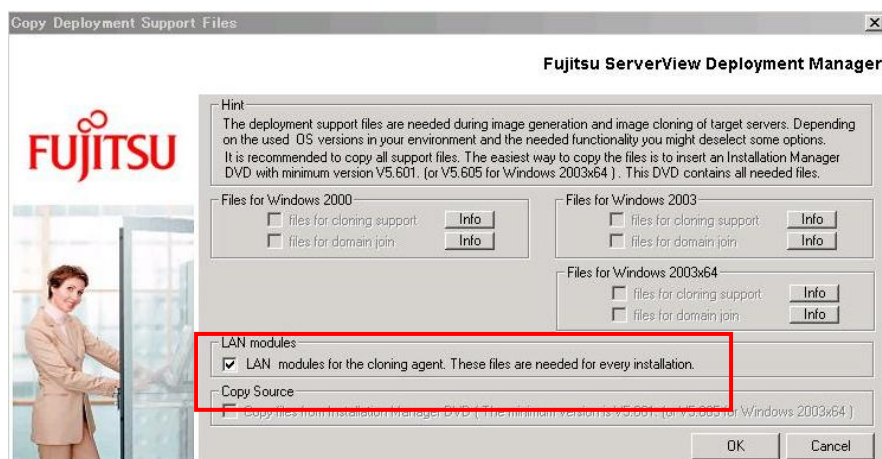 Copy Deployment Support Files
Fujitsu ServerView Deployment Manager
FUJITSU
Hint
The deployment support files are needed during image generation and image cloning of target servers. Depending
on the used OS versions in your environment and the needed functionality you might deselect some options.
It is recommended to copy all support files. The easiest way to copy the files is to insert an Installation Manager
DVD with minimum version V5.601. (or V5.605 for Windows 2003x64 ). This DVD contains all needed files.
Files for Windows 2000
files for cloning support Info
files for domain join Info
Files for Windows 2003
files for cloning support Info
files for domain join Info
Files for Windows 2003x64
files for cloning support Info
files for domain join Info
LAN modules
LAN modules for the cloning agent. These files are needed for every installation.
Copy Source
Copy files from Installation Manager DVD ( The minimum version is V5.601. (or V5.605 for Windows 2003x64 )
OK Cancel